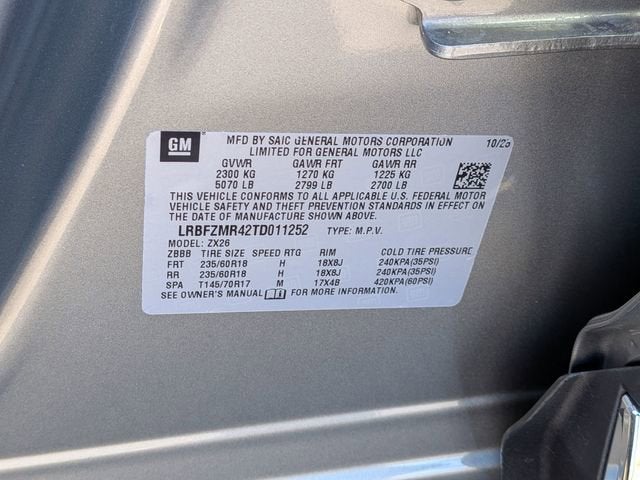 GM
MFD BY SAIC GENERAL MOTORS CORPORATION 10/25
LIMITED FOR GENERAL MOTORS LLC
GVWR GAWR FRT GAWR RR
2300 KG 1270 KG 1225 KG
5070 LB 2799 LB 2700 LB
THIS VEHICLE CONFORMS TO ALL APPLICABLE U.S. FEDERAL MOTOR
VEHICLE SAFETY AND THEFT PREVENTION STANDARDS IN EFFECT ON
THE DATE OF MANUFACTURE SHOWN ABOVE.
LRBFZMR42TD011252 TYPE: M.P.V.
MODEL: ZX26
ZBBB TIRE SIZE SPEED RTG RIM COLD TIRE PRESSURE
FRT 235/60R18 H 18X8J 240KPA(35PSI)
RR 235/60R18 H 18X8J 240KPA(35PSI)
SPA T145/70R17 M 17X4B 420KPA(60PSI)
SEE OWNER'S MANUAL FOR MORE INFORMATION.